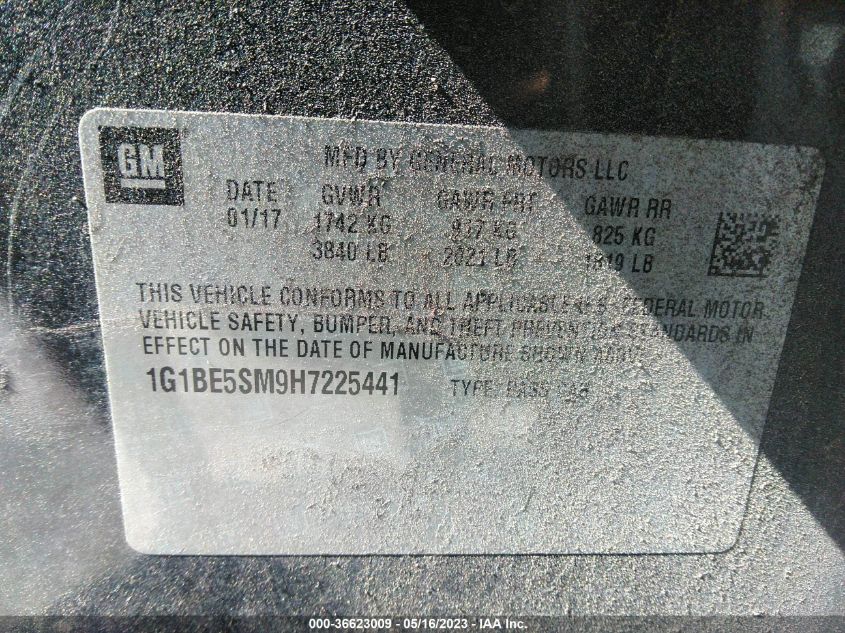 GM
MFD BY GENERAL MOTORS LLC
DATE GVWR GAWR FRT GAWR RR
01/17 1742 KG 917 KG 825 KG
3840 LB 2021 LB 1819 LB
THIS VEHICLE CONFORMS TO ALL APPLICABLE U.S. FEDERAL MOTOR
VEHICLE SAFETY, BUMPER, AND THEFT PREVENTION STANDARDS IN
EFFECT ON THE DATE OF MANUFACTURE SHOWN ABOVE.
1G1BE5SM9H7225441 TYPE: PASS CAR
000-36623009 - 05/16/2023 - IAA Inc.